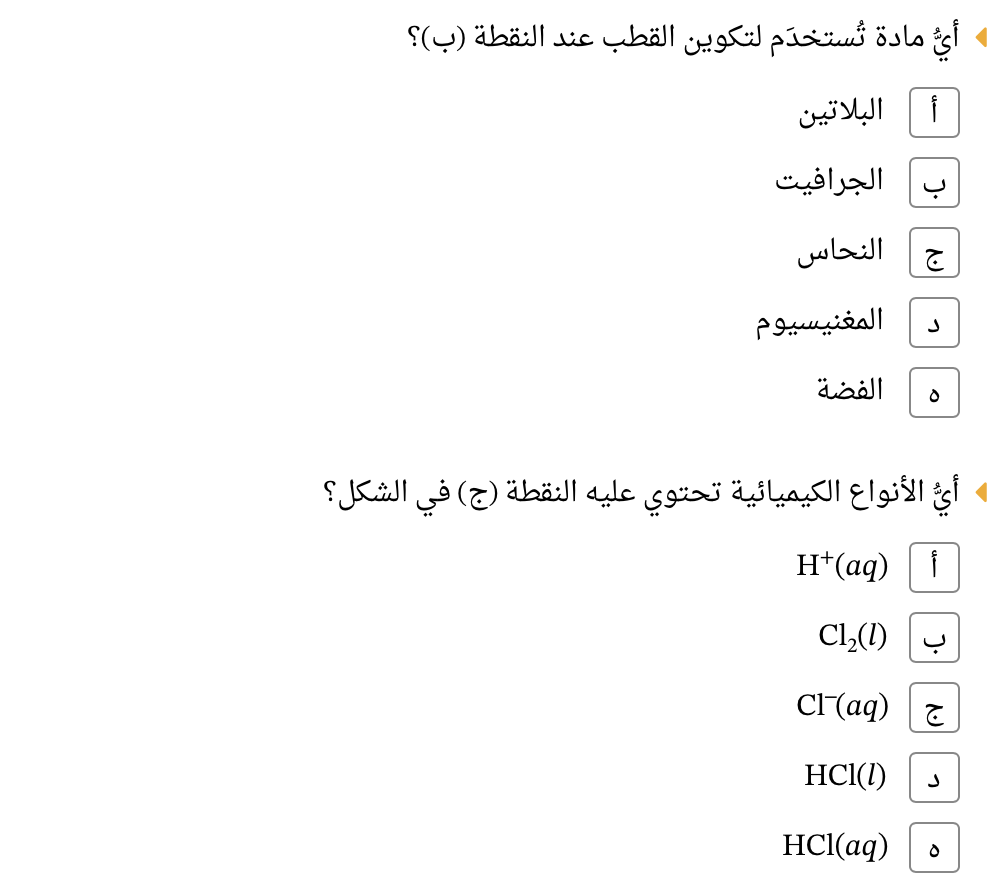 أيُّ مادة تُستخدَم لتكوين القطب عند النقطة (ب)؟
أ البلاتين
ب الجرافيت
ج النحاس
د المغنيسيوم
ه الفضة
أيُّ الأنواع الكيميائية تحتوي عليه النقطة (ج) في الشكل؟
أ H⁺(aq)
ب Cl₂(l)
ج Cl⁻(aq)
د HCl(l)
ه HCl(aq)